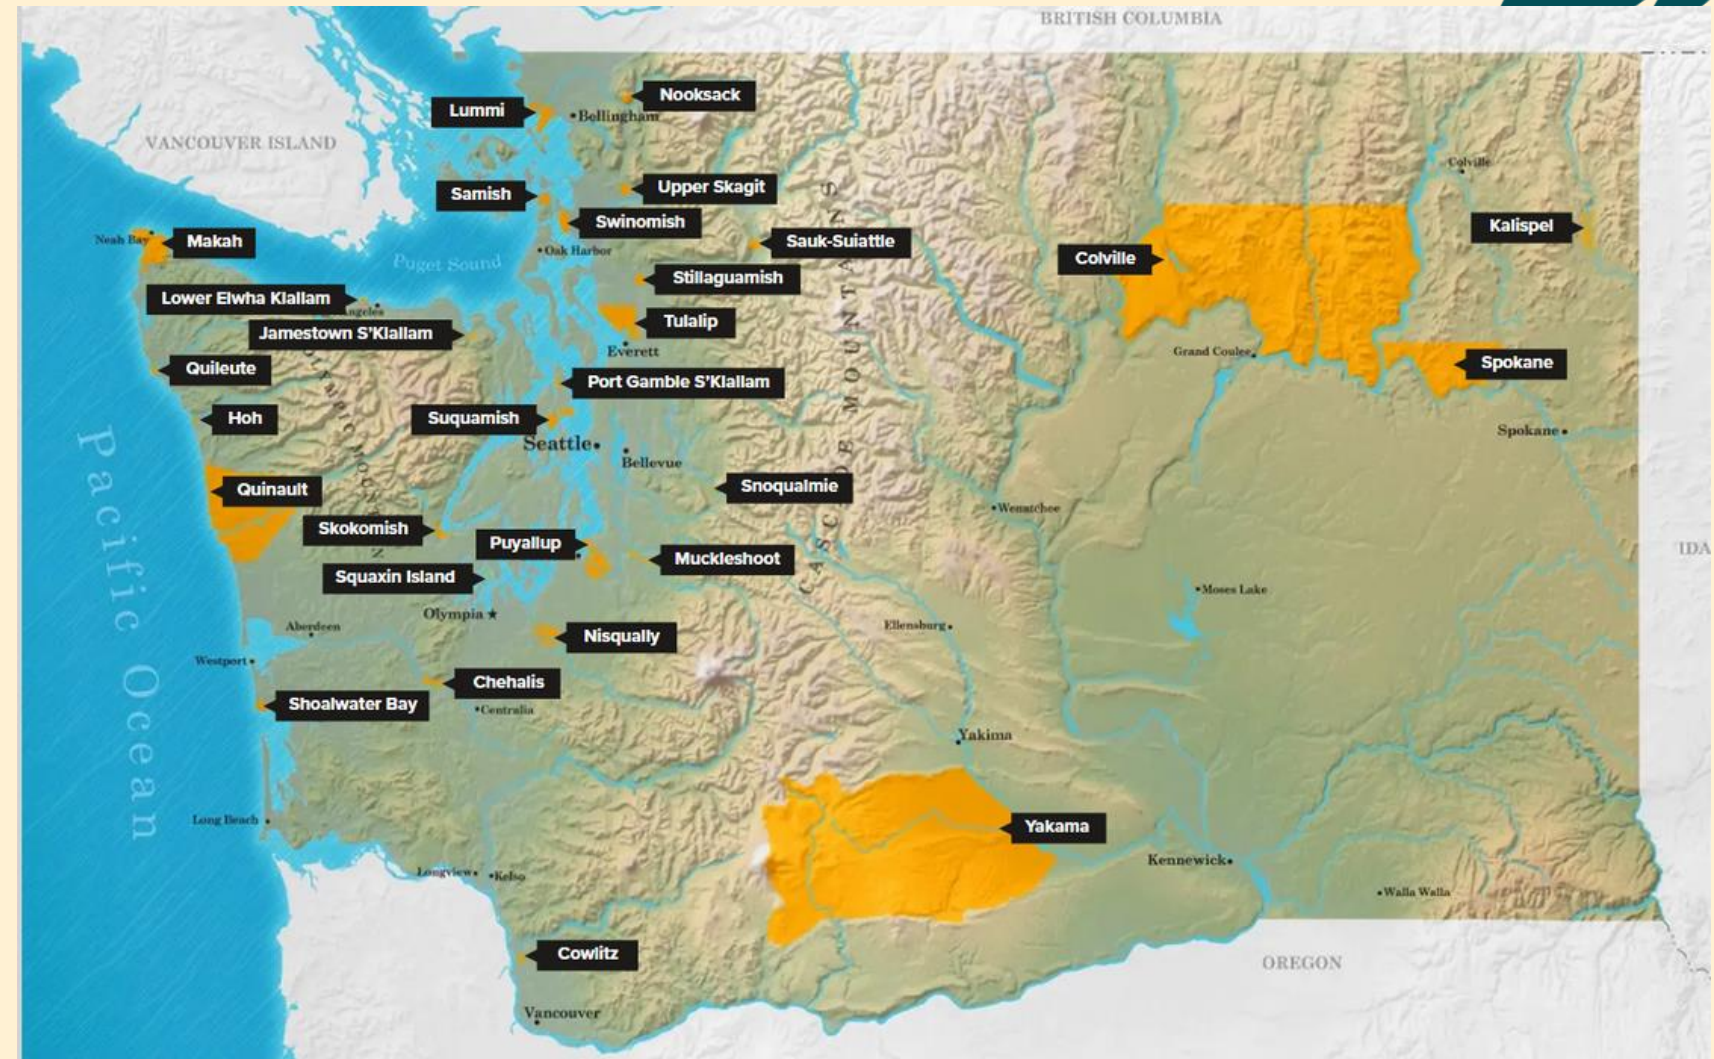 BRITISH COLUMBIA
Nooksack
Lummi
Bellingham
VANCOUVER ISLAND
Colville
Upper Skagit
Samish
Swinomish
Kalispel
Neah Bay
Makah
Sauk-Suiattle
Oak Harbor
Puget Sound
Colville
Stillaguamish
Lower Elwha Klallam
Angeles
Tulalip
Jamestown S'Klallam
Everett
Grand Coulee
Spokane
Quileute
Port Gamble S'Klallam
Hoh
Suquamish
Spokane
Seattle
Bellevue
Pacific Ocean
CASCADE MOUNTAINS
Quinault
Snoqualmie
Wenatchee
Skokomish
Puyallup
IDA
Muckleshoot
Squaxin Island
Moses Lake
Olympia
Aberdeen
Ellensburg
Nisqually
Westport
Chehalis
Shoalwater Bay
Centralia
Yakima
Long Beach
Yakama
Kennewick
Longview
Kelso
Walla Walla
Cowlitz
OREGON
Vancouver